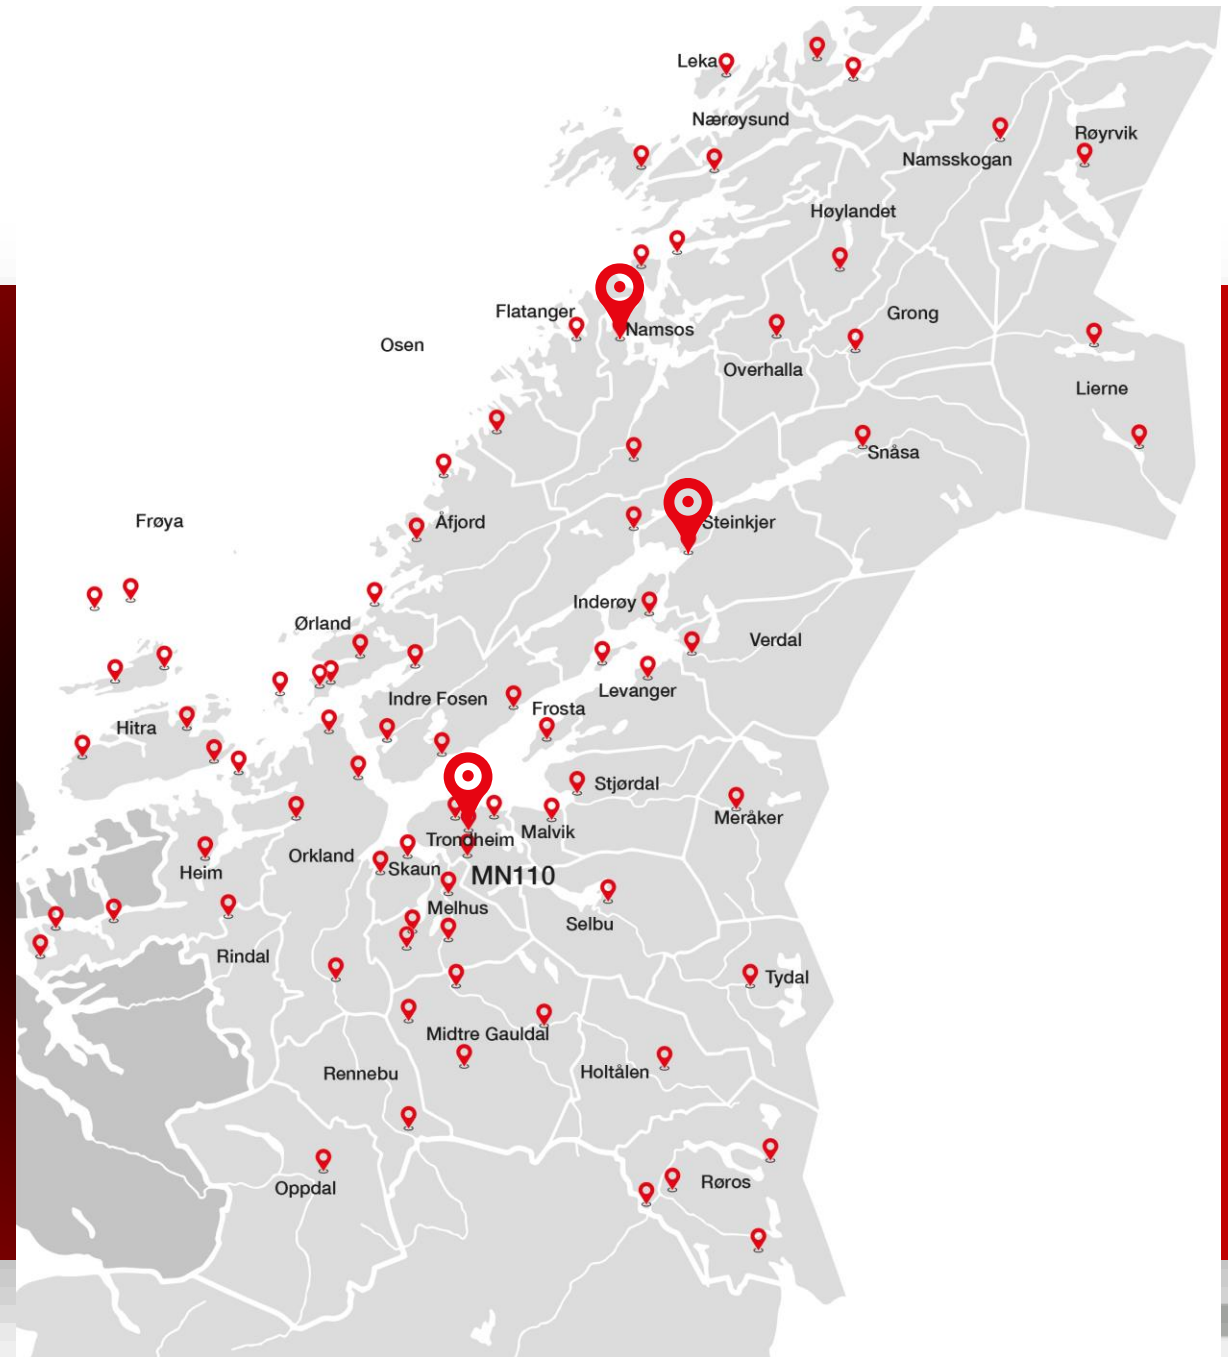 Leka
Nærøysund
Røyrvik
Namsskogan
Høylandet
Flatanger
Grong
Namsos
Osen
Overhalla
Lierne
Snåsa
Frøya
Åfjord
Steinkjer
Inderøy
Ørland
Verdal
Levanger
Indre Fosen
Frosta
Hitra
Stjørdal
Meråker
Malvik
Trondheim
Orkland
Skaun
Heim
MN110
Melhus
Selbu
Rindal
Tydal
Midtre Gauldal
Holtålen
Rennebu
Røros
Oppdal